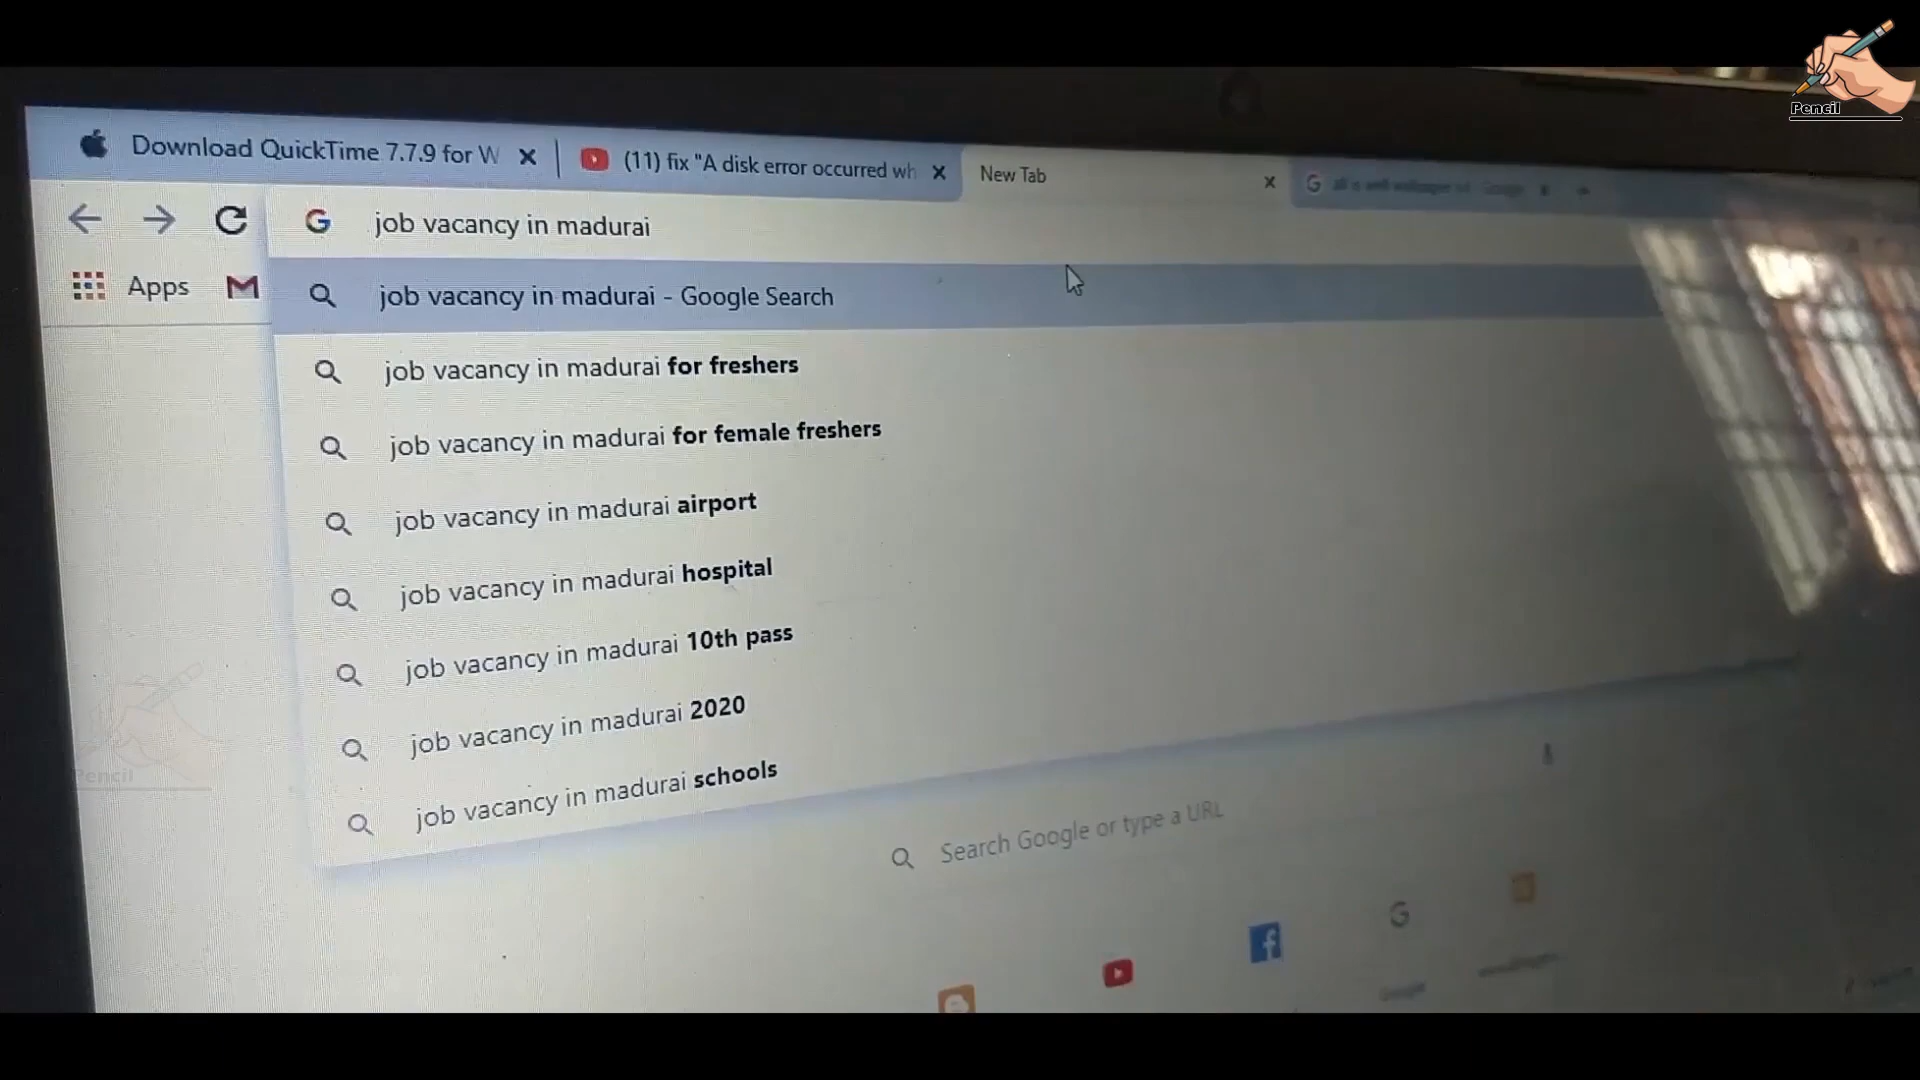 Pencil
Download QuickTime 7.7.9 for W
(11) fix "A disk error occurred wh
New Tab
job vacancy in madurai
Apps
job vacancy in madurai - Google Search
job vacancy in madurai for freshers
job vacancy in madurai for female freshers
job vacancy in madurai airport
job vacancy in madurai hospital
job vacancy in madurai 10th pass
job vacancy in madurai 2020
job vacancy in madurai schools
Pencil
Search Google or type a URL
Google